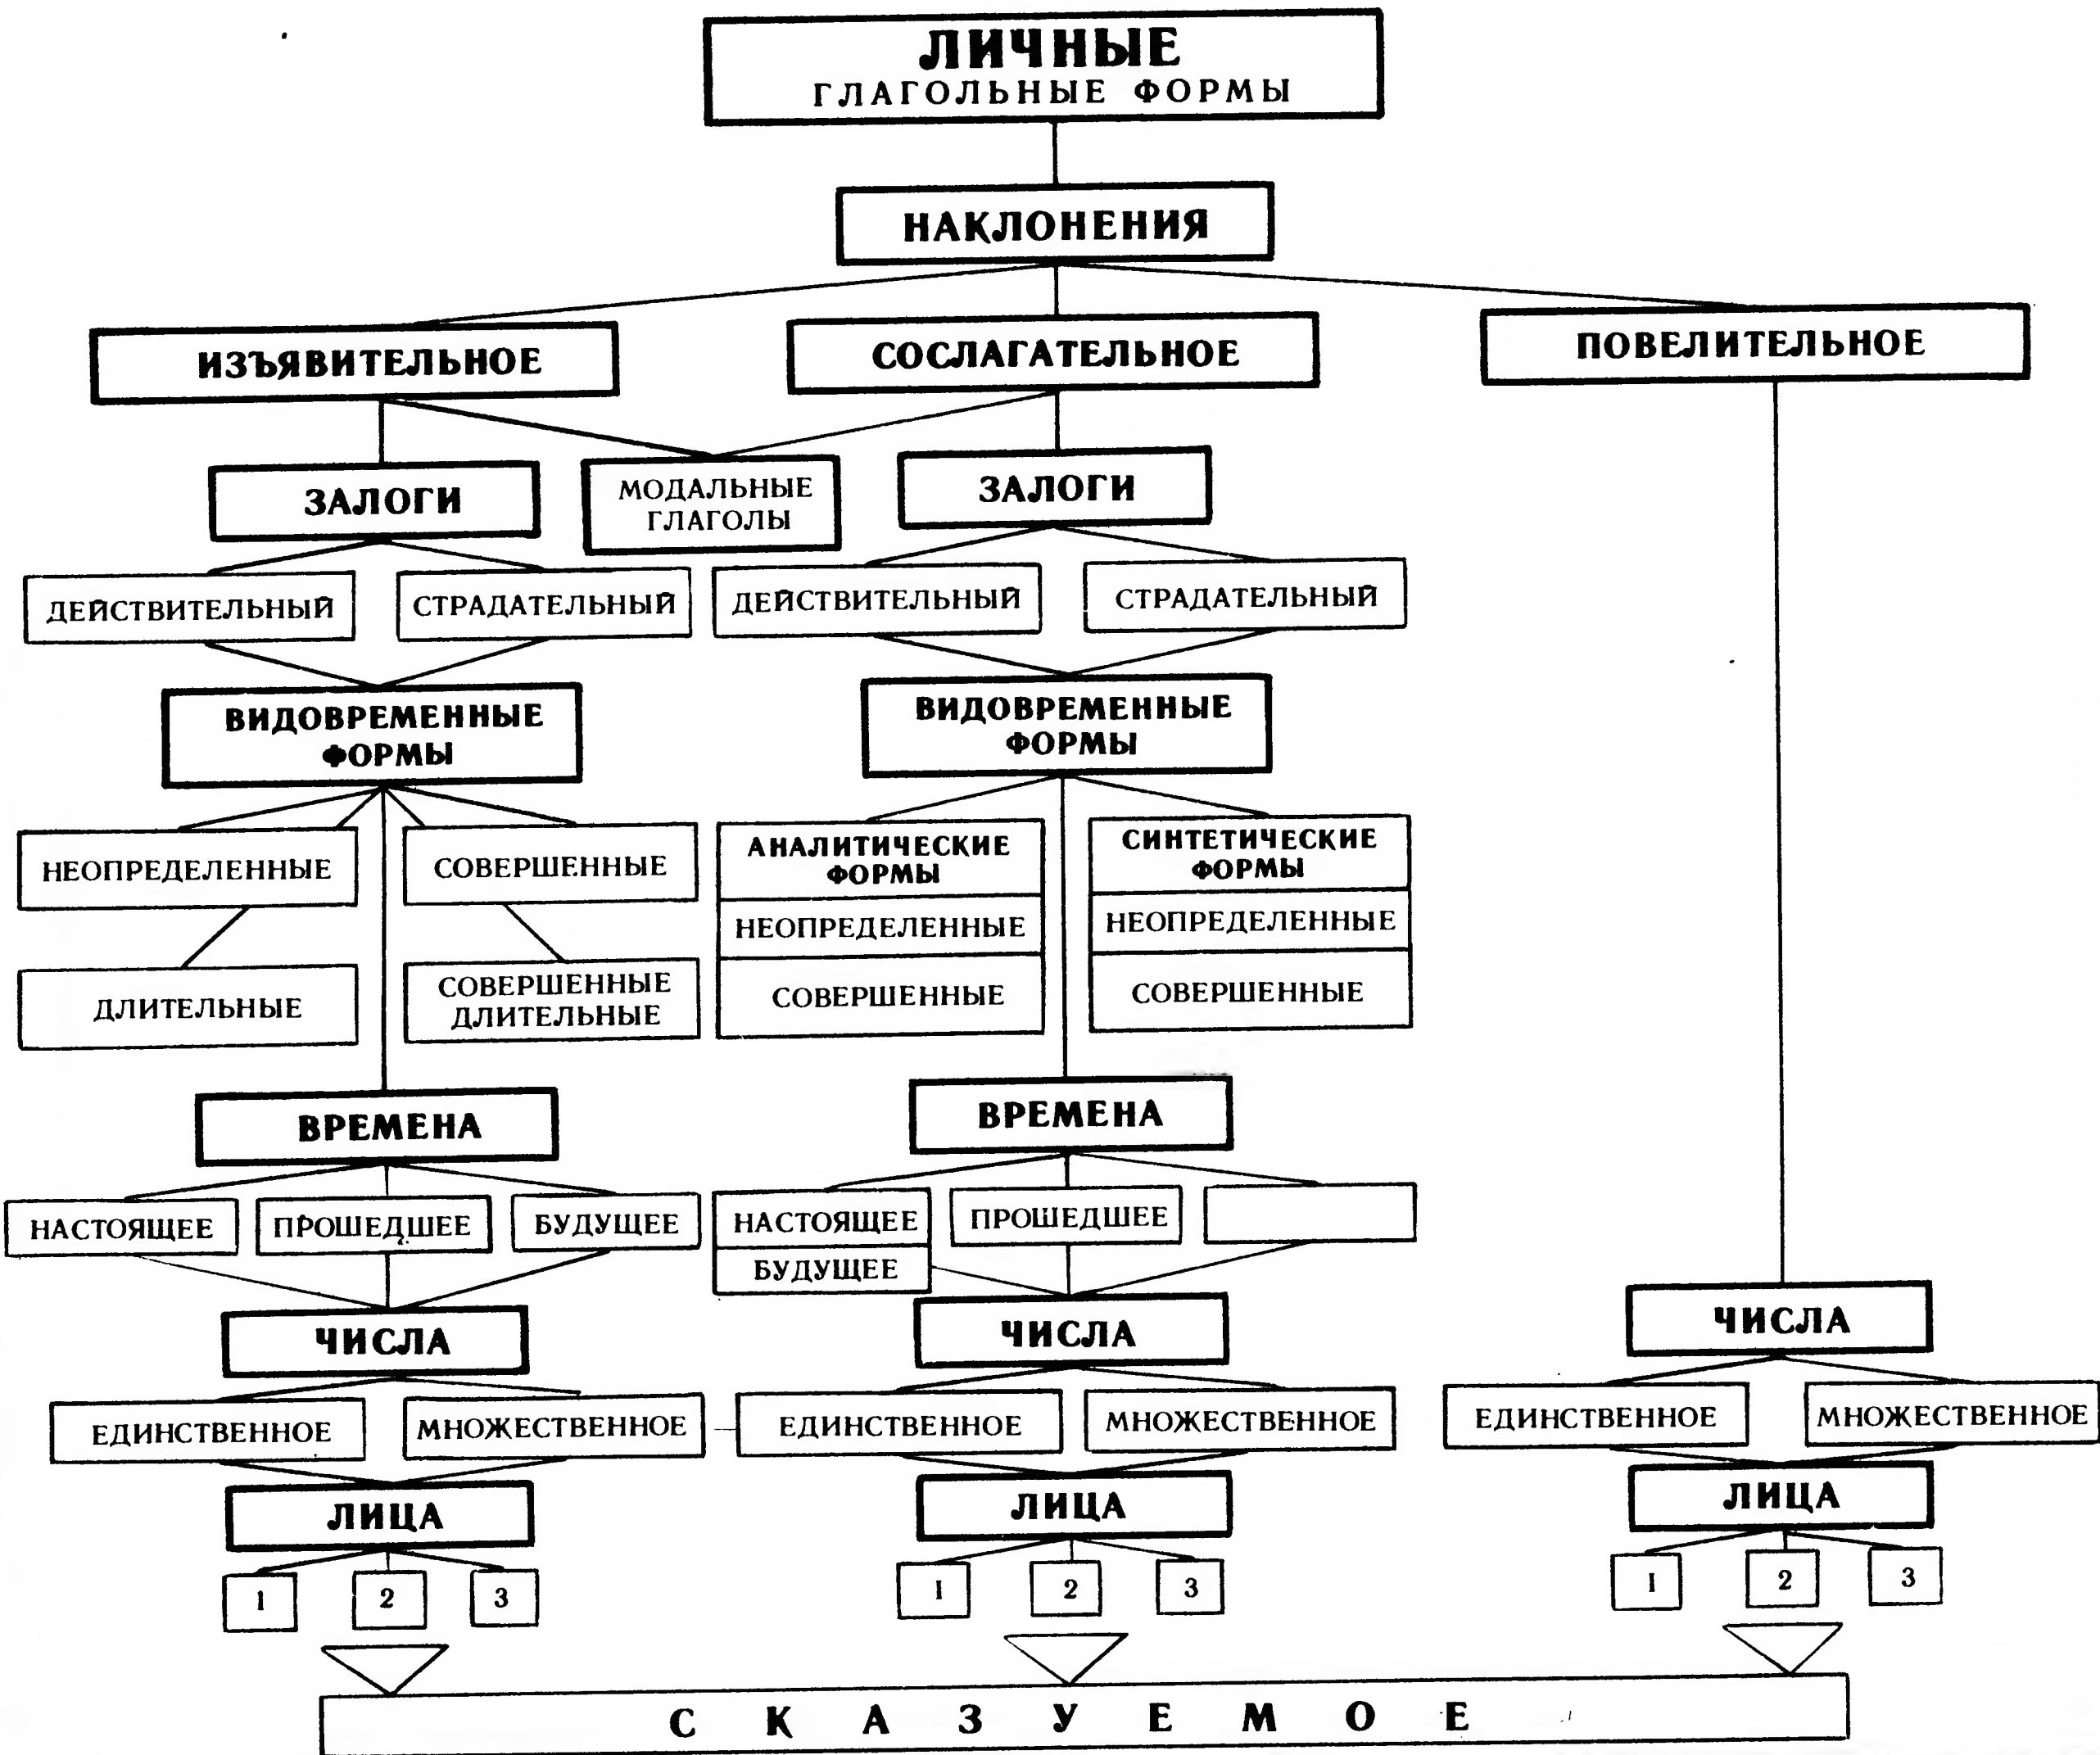 ЛИЧНЫЕ
ГЛАГОЛЬНЫЕ ФОРМЫ
НАКЛОНЕНИЯ
ИЗЪЯВИТЕЛЬНОЕ
СОСЛАГАТЕЛЬНОЕ
ПОВЕЛИТЕЛЬНОЕ
ЗАЛОГИ
МОДАЛЬНЫЕ
ГЛАГОЛЫ
ЗАЛОГИ
ДЕЙСТВИТЕЛЬНЫЙ
СТРАДАТЕЛЬНЫЙ
ДЕЙСТВИТЕЛЬНЫЙ
СТРАДАТЕЛЬНЫЙ
ВИДОВРЕМЕННЫЕ
ФОРМЫ
ВИДОВРЕМЕННЫЕ
ФОРМЫ
НЕОПРЕДЕЛЕННЫЕ
СОВЕРШЕННЫЕ
АНАЛИТИЧЕСКИЕ
ФОРМЫ
СИНТЕТИЧЕСКИЕ
ФОРМЫ
НЕОПРЕДЕЛЕННЫЕ
НЕОПРЕДЕЛЕННЫЕ
ДЛИТЕЛЬНЫЕ
СОВЕРШЕННЫЕ
ДЛИТЕЛЬНЫЕ
СОВЕРШЕННЫЕ
СОВЕРШЕННЫЕ
ВРЕМЕНА
ВРЕМЕНА
НАСТОЯЩЕЕ
ПРОШЕДШЕЕ
БУДУЩЕЕ
НАСТОЯЩЕЕ
ПРОШЕДШЕЕ
БУДУЩЕЕ
ЧИСЛА
ЧИСЛА
ЧИСЛА
ЕДИНСТВЕННОЕ
МНОЖЕСТВЕННОЕ
ЕДИНСТВЕННОЕ
МНОЖЕСТВЕННОЕ
ЕДИНСТВЕННОЕ
МНОЖЕСТВЕННОЕ
ЛИЦА
ЛИЦА
ЛИЦА
1
2
3
1
2
3
1
2
3
СКАЗУЕМОЕ